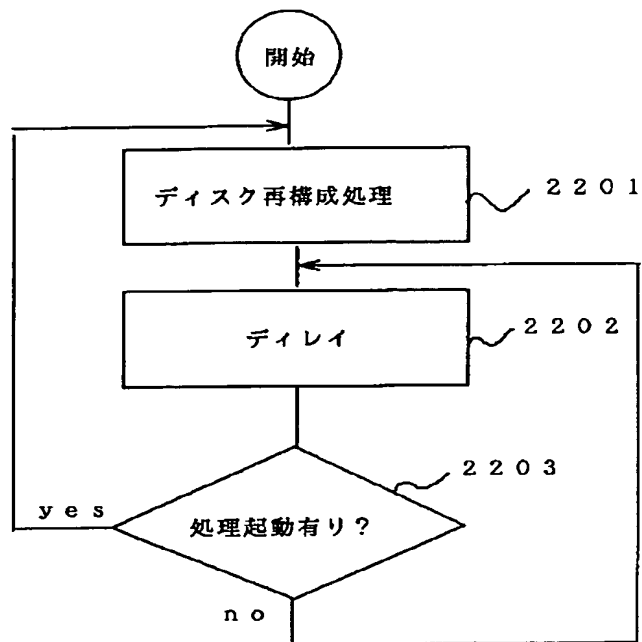 開始
ディスク再構成処理
２２０１
ディレイ
２２０２
２２０３
ｙｅｓ
処理起動有り？
ｎｏ